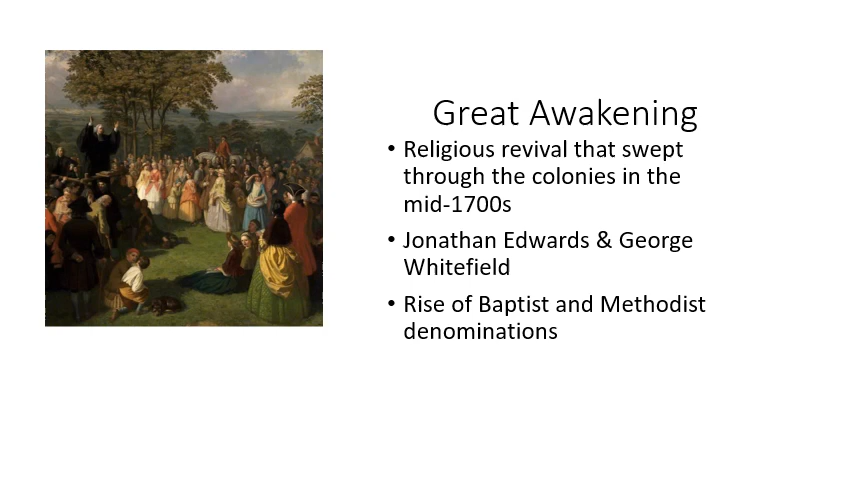 Great Awakening
• Religious revival that swept
through the colonies in the
mid-1700s
• Jonathan Edwards & George
Whitefield
• Rise of Baptist and Methodist
denominations